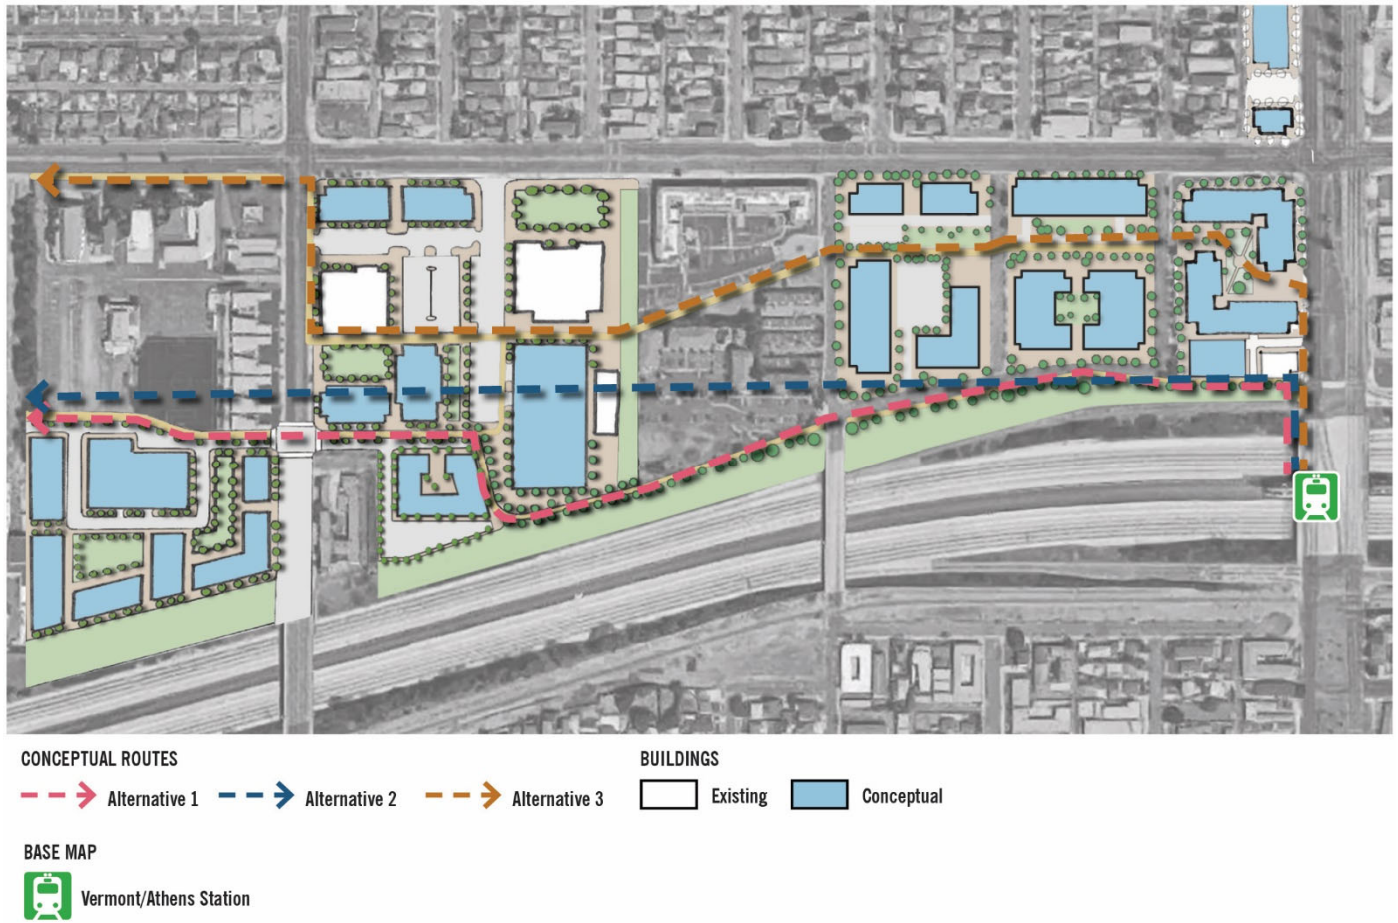 CONCEPTUAL ROUTES
Alternative 1
Alternative 2
Alternative 3
BUILDINGS
Existing
Conceptual
BASE MAP
Vermont/Athens Station